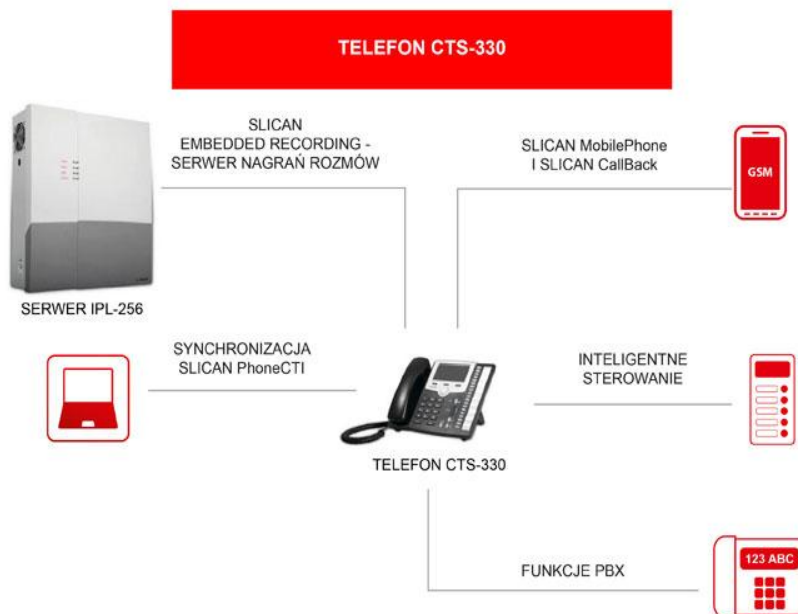 TELEFON CTS-330
SLICAN
EMBEDDED RECORDING -
SERWER NAGRAŃ ROZMÓW
SLICAN MobilePhone
I SLICAN CallBack
GSM
SERWER IPL-256
SYNCHRONIZACJA
SLICAN PhoneCTI
INTELIGENTNE
STEROWANIE
TELEFON CTS-330
FUNKCJE PBX
123 ABC